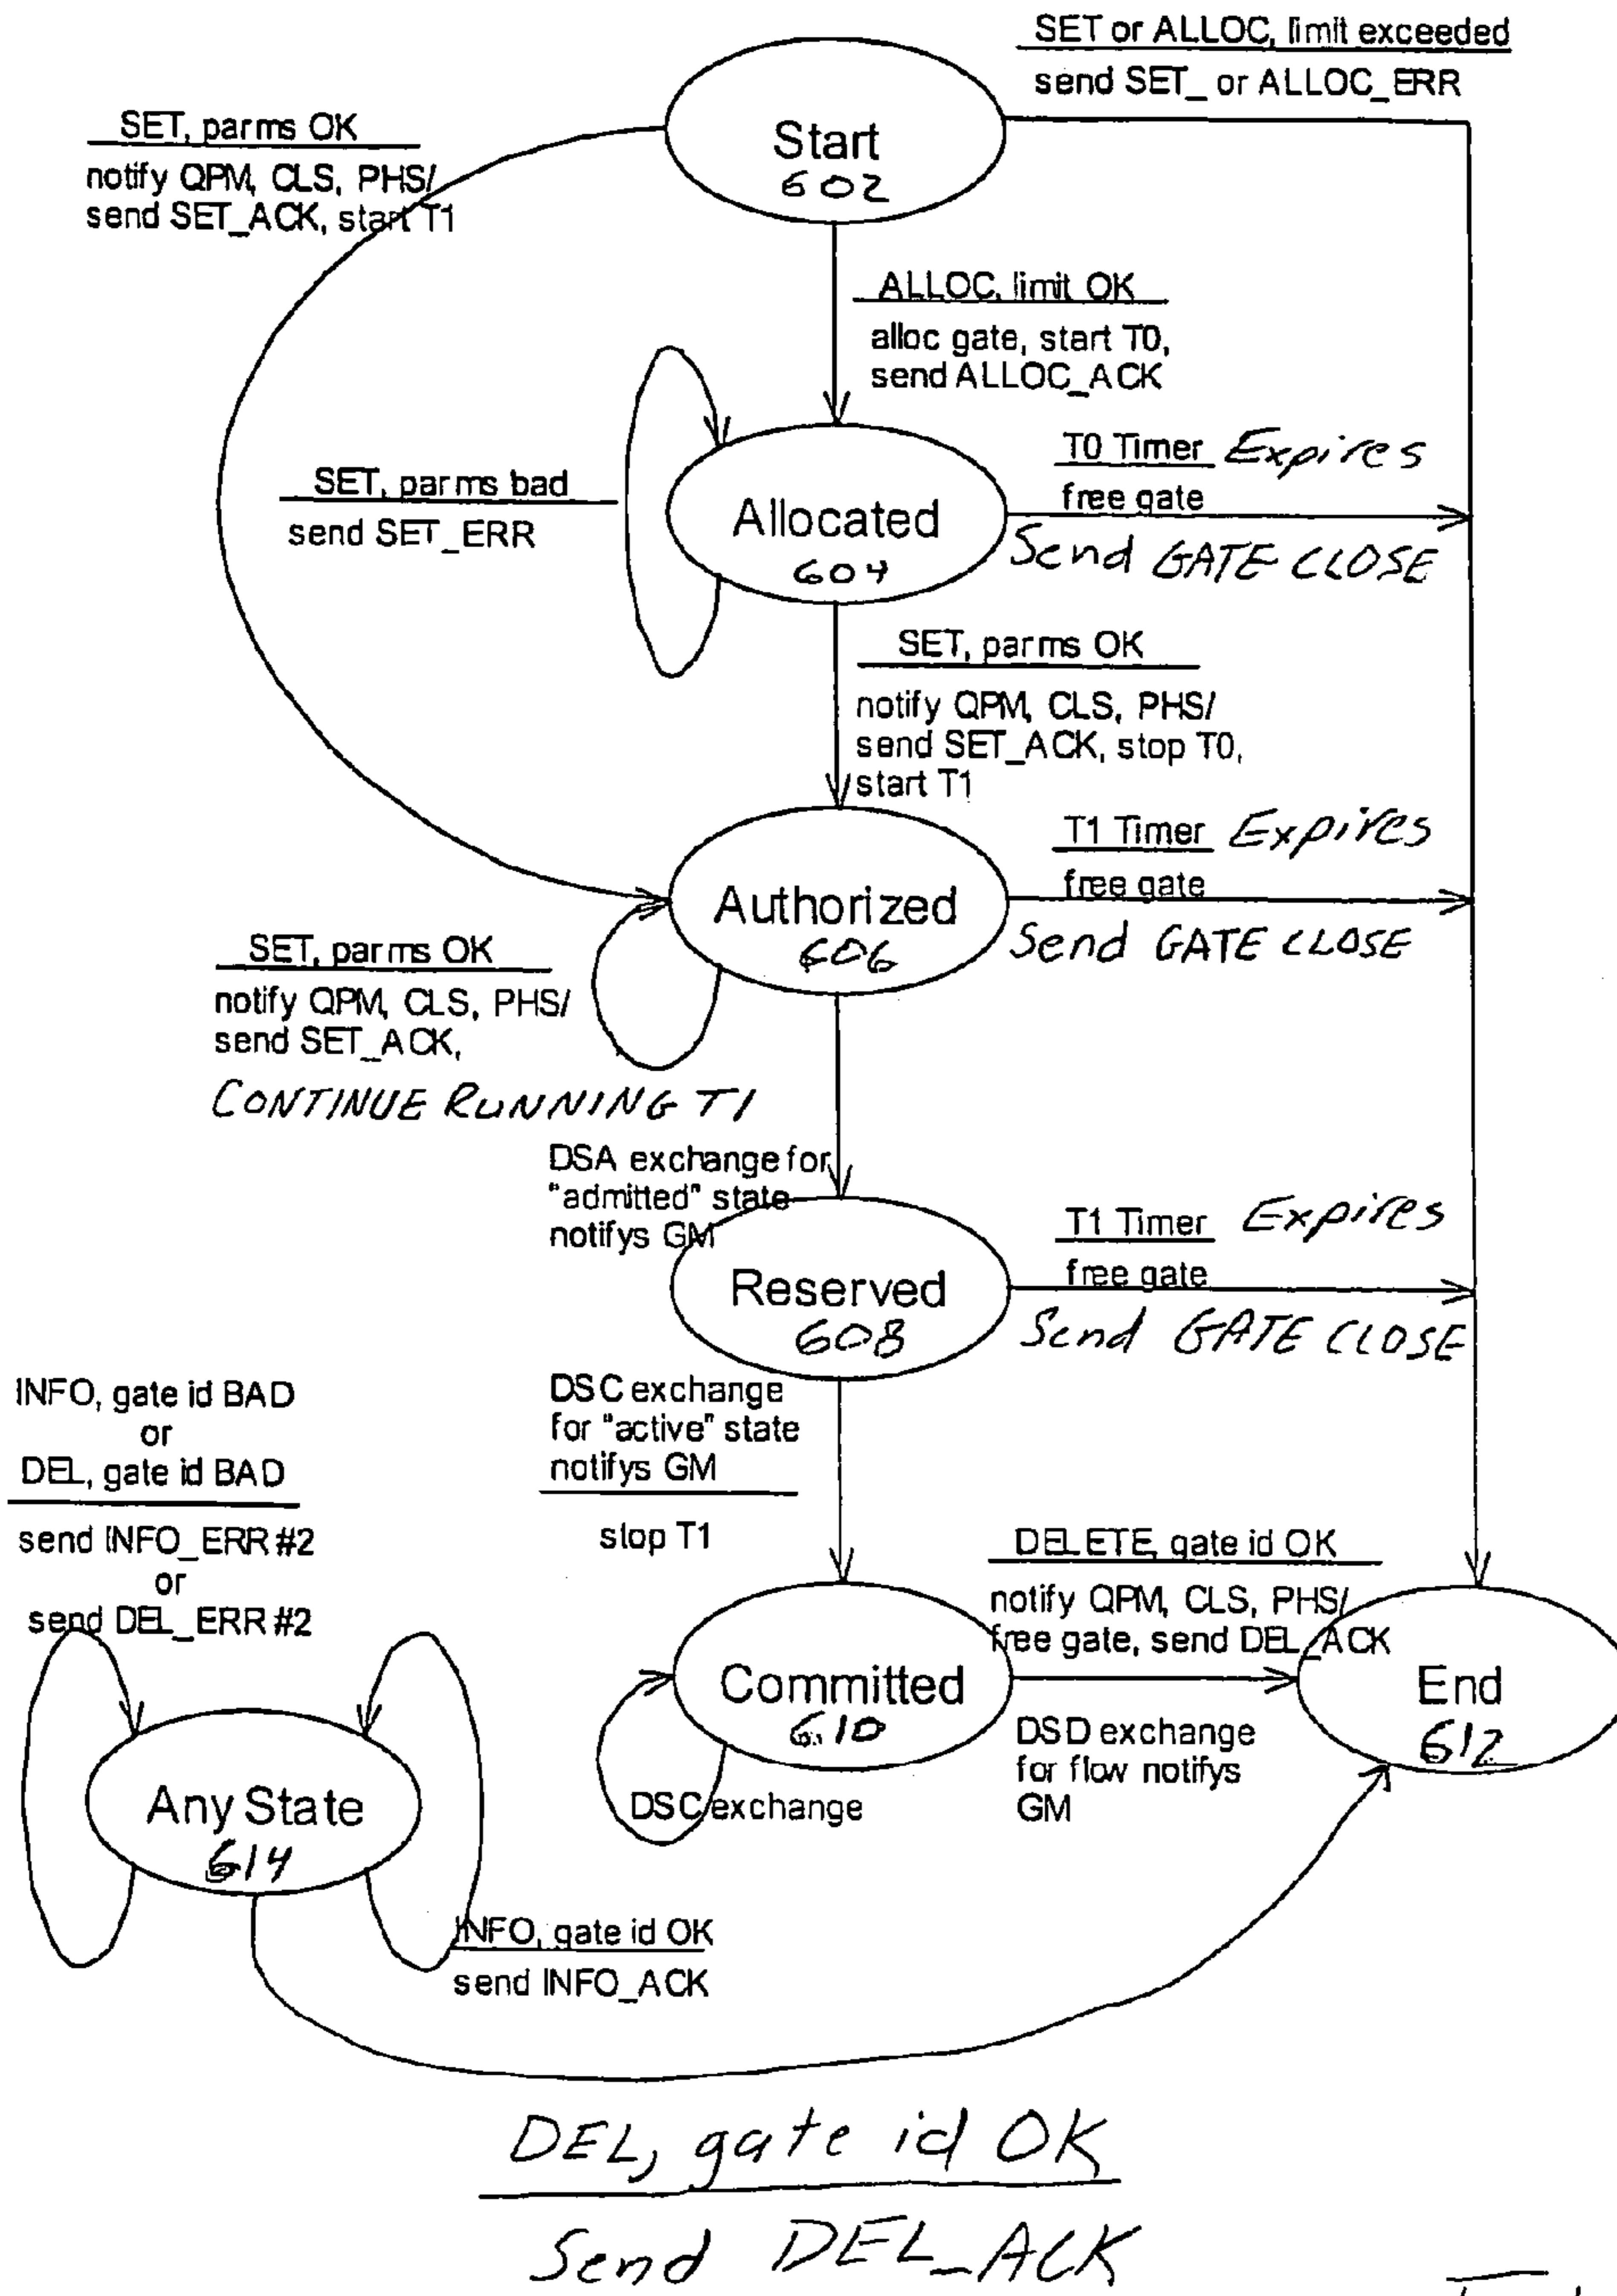 SET or ALLOC, limit exceeded
send SET_ or ALLOC_ERR
Start
602
SET, parms OK
notify QPM, CLS, PHS/
send SET_ACK, start T1
ALLOC, limit OK
alloc gate, start T0,
send ALLOC_ACK
T0 Timer Expires
free gate
Send GATE CLOSE
SET, parms bad
send SET_ERR
Allocated
604
SET, parms OK
notify QPM, CLS, PHS/
send SET_ACK, stop T0,
start T1
T1 Timer Expires
free gate
Send GATE CLOSE
Authorized
606
SET, parms OK
notify QPM, CLS, PHS/
send SET_ACK,
CONTINUE RUNNING T1
DSA exchange for
"admitted" state
notifys GM
T1 Timer Expires
free gate
Send GATE CLOSE
Reserved
608
INFO, gate id BAD
or
DEL, gate id BAD
send INFO_ERR #2
or
send DEL_ERR #2
DSC exchange
for "active" state
notifys GM
stop T1
DELETE, gate id OK
notify QPM, CLS, PHS/
free gate, send DEL_ACK
Committed
610
End
612
DSD exchange
for flow notifys
GM
DSC exchange
Any State
614
INFO, gate id OK
send INFO_ACK
DEL, gate id OK
Send DEL_ACK